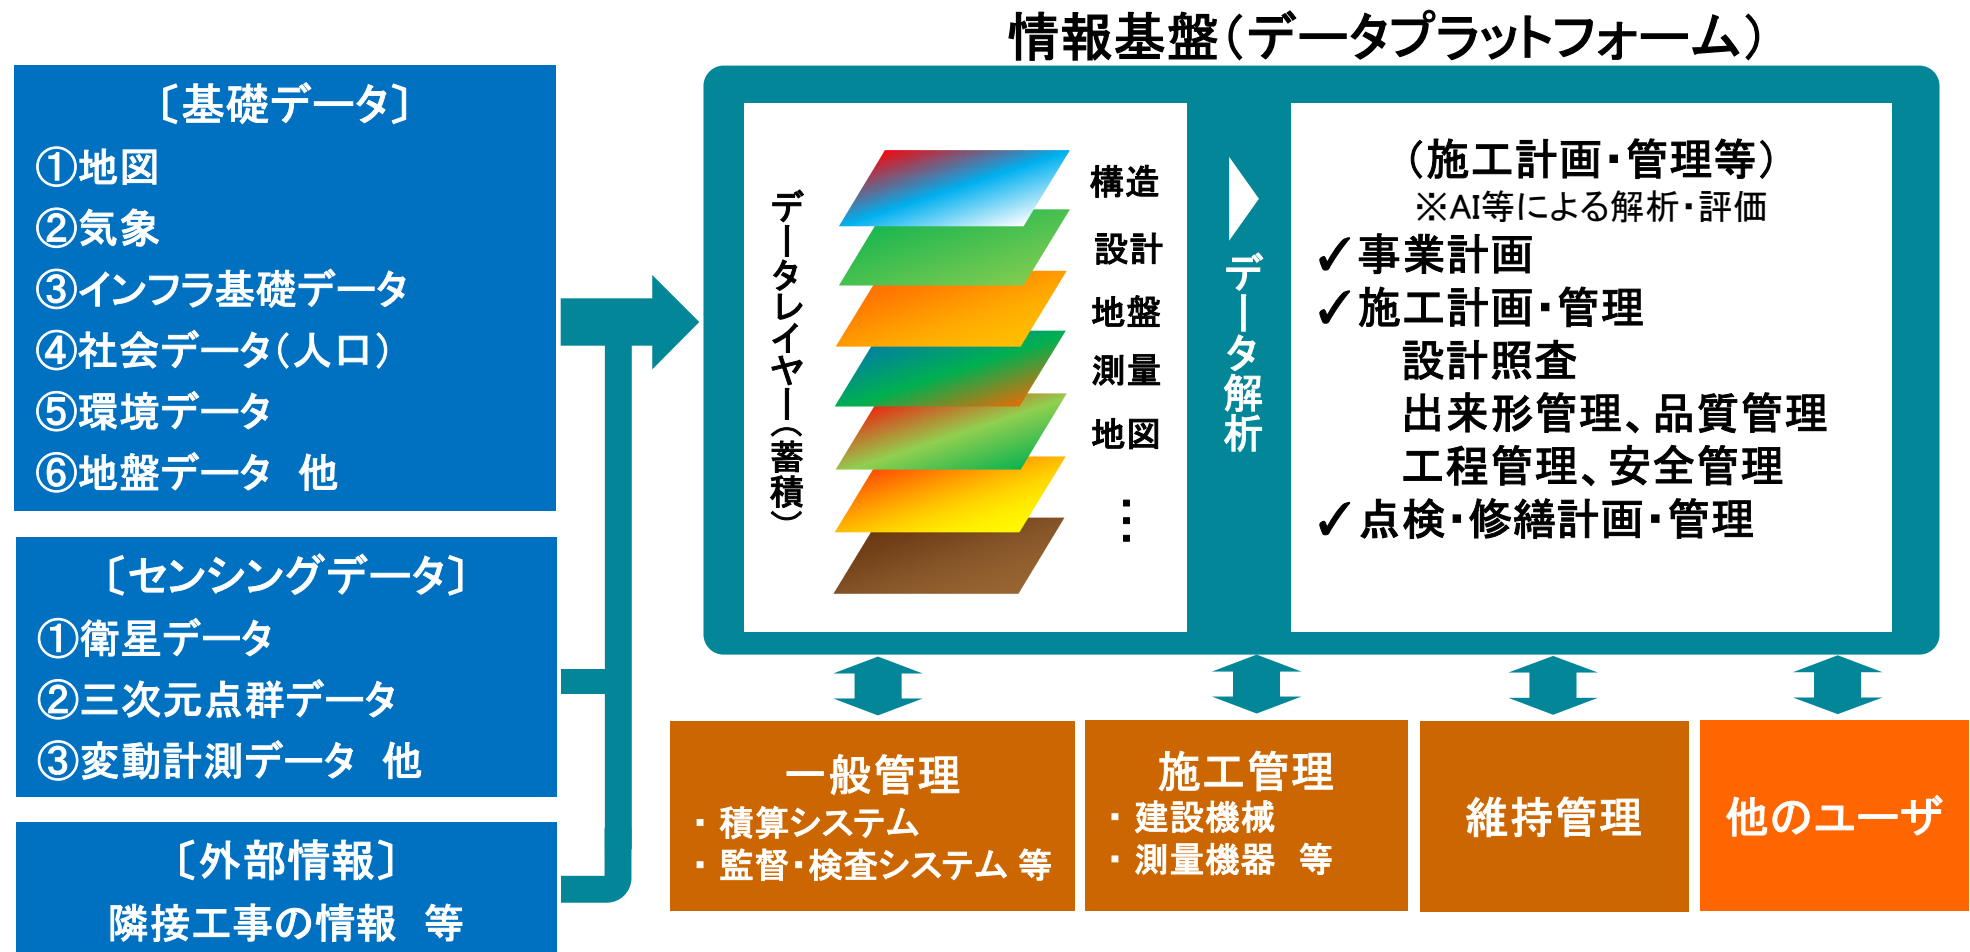 情報基盤（データプラットフォーム）
〔基礎データ〕
①地図
②気象
③インフラ基礎データ
④社会データ（人口）
⑤環境データ
⑥地盤データ　他
〔センシングデータ〕
①衛星データ
②三次元点群データ
③変動計測データ　他
〔外部情報〕
隣接工事の情報　等
データレイヤー（蓄積）
構造
設計
地盤
測量
地図
⋮
データ解析
（施工計画・管理等）
※AI等による解析・評価
✓事業計画
✓施工計画・管理
設計照査
出来形管理、品質管理
工程管理、安全管理
✓点検・修繕計画・管理
一般管理
・積算システム
・監督・検査システム 等
施工管理
・建設機械
・測量機器　等
維持管理
他のユーザ